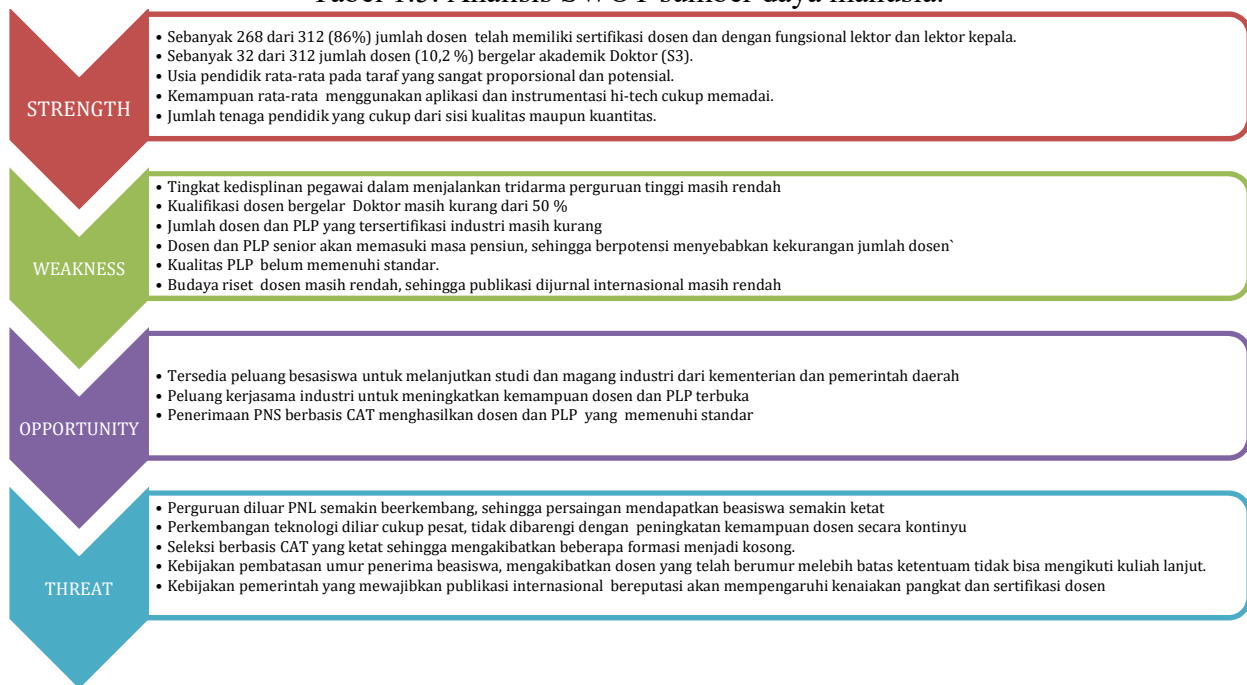 Tabel 1.5. Analisis SWOT sumber daya manusia.
STRENGTH
• Sebanyak 268 dari 312 (86%) jumlah dosen telah memiliki sertifikasi dosen dan dengan fungsional lektor dan lektor kepala.
• Sebanyak 32 dari 312 jumlah dosen (10,2 %) bergelar akademik Doktor (S3).
• Usia pendidik rata-rata pada taraf yang sangat proporsional dan potensial.
• Kemampuan rata-rata menggunakan aplikasi dan instrumentasi hi-tech cukup memadai.
• Jumlah tenaga pendidik yang cukup dari sisi kualitas maupun kuantitas.
WEAKNESS
• Tingkat kedisplinan pegawai dalam menjalankan tridarma perguruan tinggi masih rendah
• Kualifikasi dosen bergelar Doktor masih kurang dari 50 %
• Jumlah dosen dan PLP yang tersertifikasi industri masih kurang
• Dosen dan PLP senior akan memasuki masa pensiun, sehingga berpotensi menyebabkan kekurangan jumlah dosen`
• Kualitas PLP belum memenuhi standar.
• Budaya riset dosen masih rendah, sehingga publikasi dijurnal internasional masih rendah
OPPORTUNITY
• Tersedia peluang besasiswa untuk melanjutkan studi dan magang industri dari kementerian dan pemerintah daerah
• Peluang kerjasama industri untuk meningkatkan kemampuan dosen dan PLP terbuka
• Penerimaan PNS berbasis CAT menghasilkan dosen dan PLP yang memenuhi standar
THREAT
• Perguruan diluar PNL semakin beerkembang, sehingga persaingan mendapatkan beasiswa semakin ketat
• Perkembangan teknologi diliar cukup pesat, tidak dibarengi dengan peningkatan kemampuan dosen secara kontinyu
• Seleksi berbasis CAT yang ketat sehingga mengakibatkan beberapa formasi menjadi kosong.
• Kebijakan pembatasan umur penerima beasiswa, mengakibatkan dosen yang telah berumur melebih batas ketentuam tidak bisa mengikuti kuliah lanjut.
• Kebijakan pemerintah yang mewajibkan publikasi internasional bereputasi akan mempengaruhi kenaiakan pangkat dan sertifikasi dosen